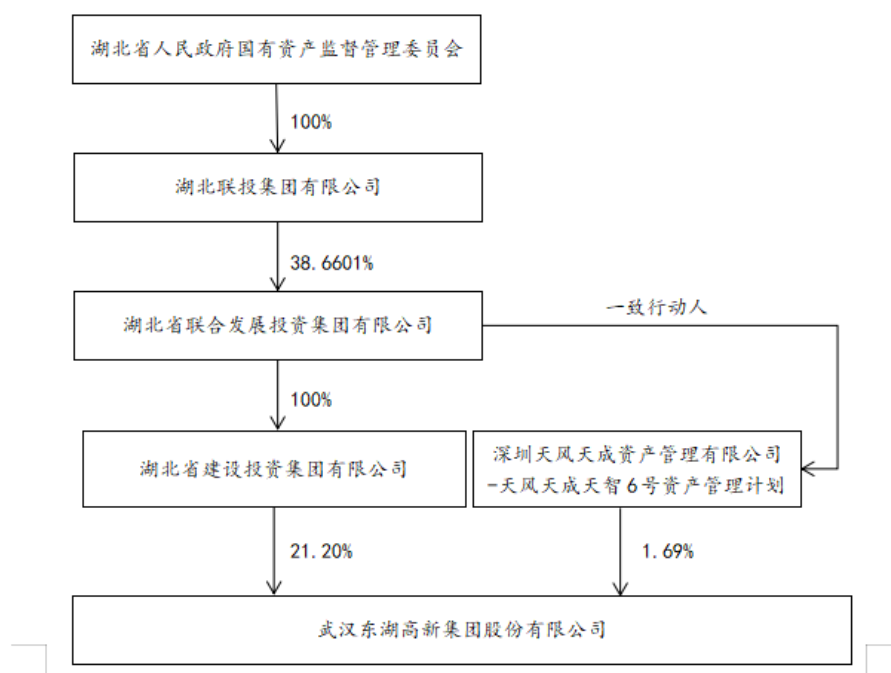 湖北省人民政府国有资产监督管理委员会
100%
湖北联投集团有限公司
38.6601%
一致行动人
湖北省联合发展投资集团有限公司
100%
湖北省建设投资集团有限公司
深圳天风天成资产管理有限公司
-天风天成天智6号资产管理计划
21.20%
1.69%
武汉东湖高新集团股份有限公司